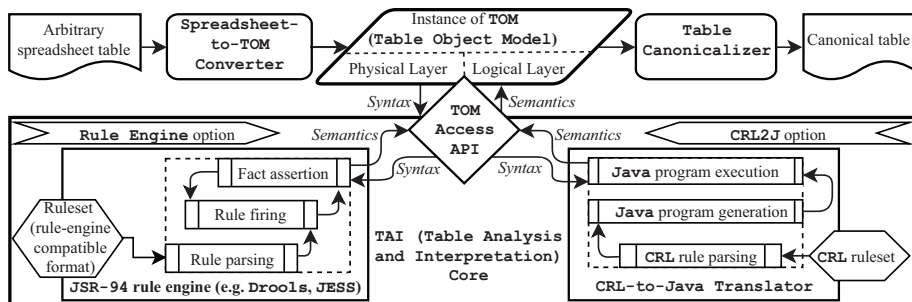 Arbitrary
spreadsheet table
Spreadsheet-
to-TOM
Converter
Instance of TOM
(Table Object Model)
Physical Layer
Logical Layer
Table
Canonicalizer
Canonical table
Syntax
Semantics
TOM
Access
API
Rule Engine option
CRL2J option
Semantics
Semantics
Syntax
Syntax
Fact assertion
Rule firing
Rule parsing
Ruleset
(rule-engine
compatible
format)
JSR-94 rule engine (e.g. Drools, JESS)
TAI (Table Analysis
and Interpretation)
Core
Java program execution
Java program generation
CRL rule parsing
CRL ruleset
CRL-to-Java Translator